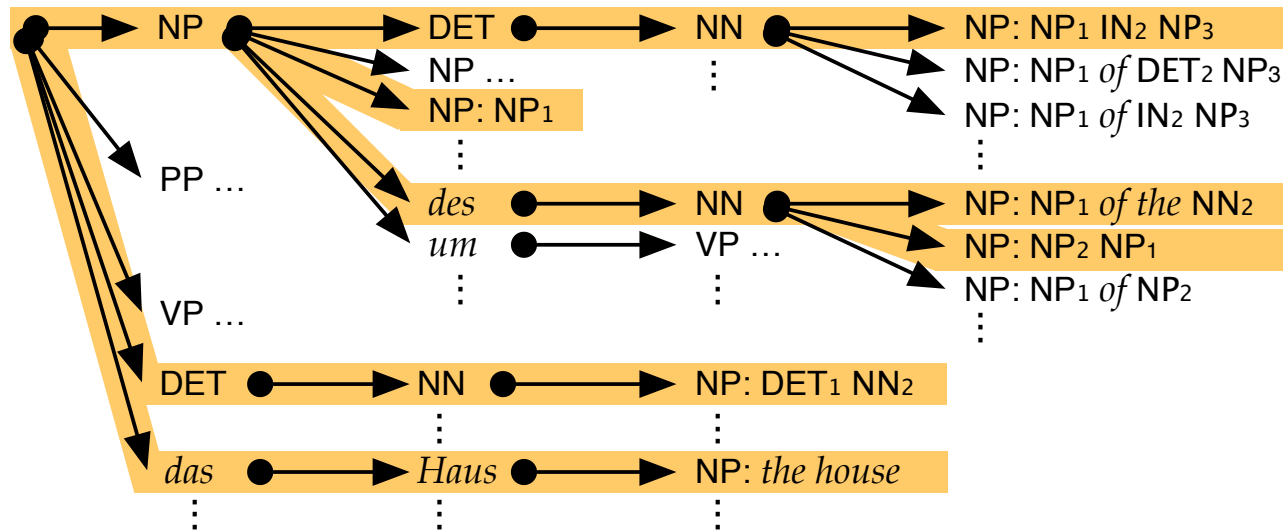 NP DET NN NP: NP₁ IN₂ NP₃
NP … ⋮ NP: NP₁ of DET₂ NP₃
NP: NP₁ NP: NP₁ of IN₂ NP₃
⋮ ⋮
PP …
des NN NP: NP₁ of the NN₂
um VP … NP: NP₂ NP₁
⋮ ⋮ NP: NP₁ of NP₂
VP … ⋮
DET NN NP: DET₁ NN₂
⋮ ⋮
das Haus NP: the house
⋮ ⋮ ⋮